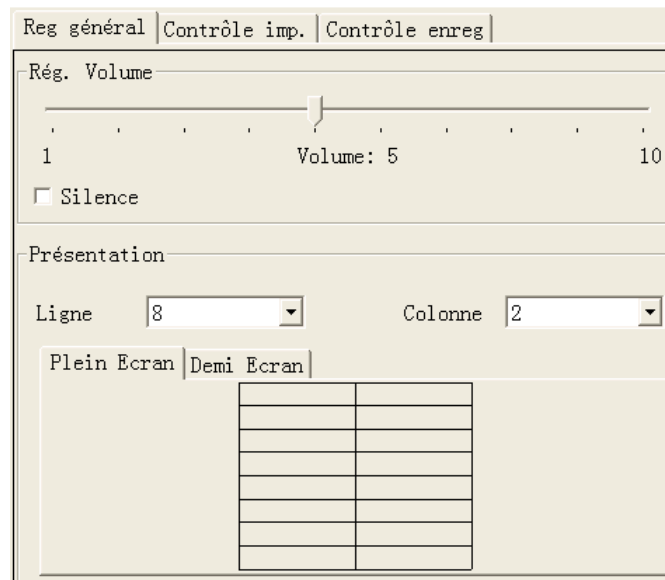 Reg général Contrôle imp. Contrôle enreg
Rég. Volume
1 Volume: 5 10
Silence
Présentation
Ligne 8 Colonne 2
Plein Ecran Demi Ecran